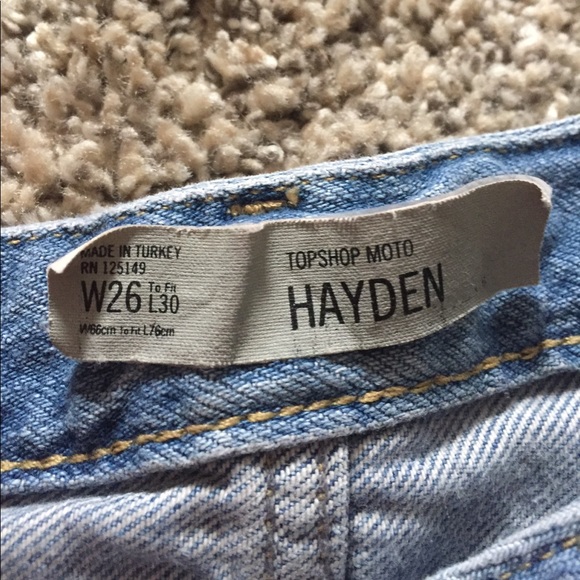 MADE IN TURKEY
RN 125149
W26 To Fit L30
W66cm To Fit L76cm
TOPSHOP MOTO
HAYDEN